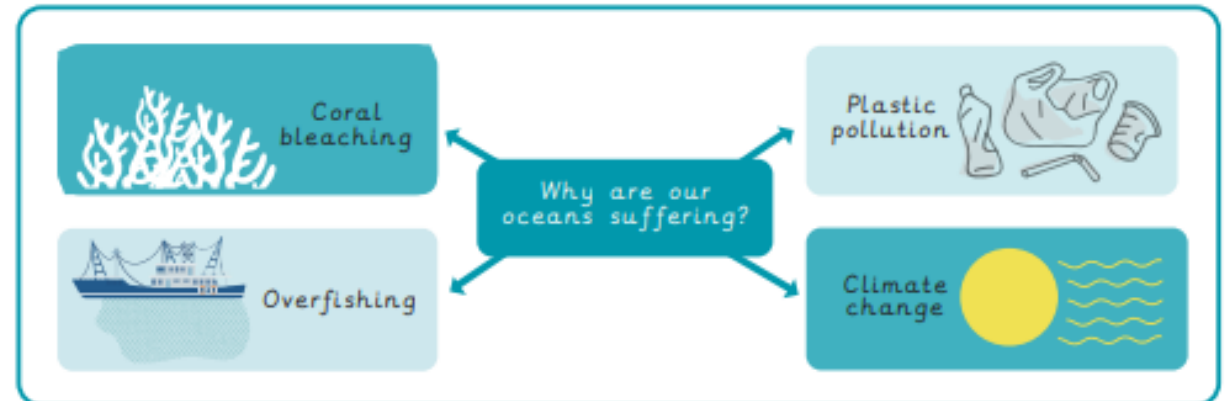 Coral
bleaching
Plastic
pollution
Why are our
oceans suffering?
Overfishing
Climate
change